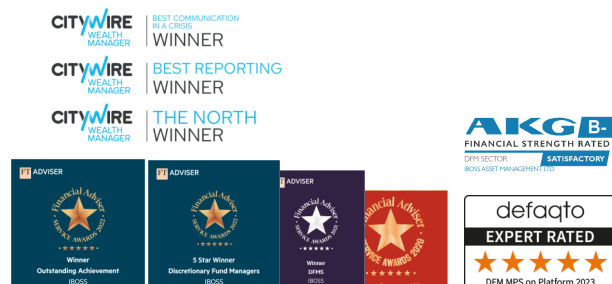 CITYWIRE
WEALTH
MANAGER
BEST COMMUNICATION
IN A CRISIS
WINNER
CITYWIRE
WEALTH
MANAGER
BEST REPORTING
WINNER
CITYWIRE
WEALTH
MANAGER
THE NORTH
WINNER
FT ADVISER
Financial Adviser
SERVICE AWARDS 2022
Winner
Outstanding Achievement
IBOSS
FT ADVISER
Financial Adviser
SERVICE AWARDS 2022
5 Star Winner
Discretionary Fund Managers
IBOSS
ADVISER
Financial Adviser
SERVICE AWARDS
Winner
DFMS
IBOSS
Financial Adviser
SERVICE AWARDS 2020
AKG B-
FINANCIAL STRENGTH RATED
DFM SECTOR SATISFACTORY
IBOSS ASSET MANAGEMENT LTD
defaqto
EXPERT RATED
DFM MPS on Platform 2023